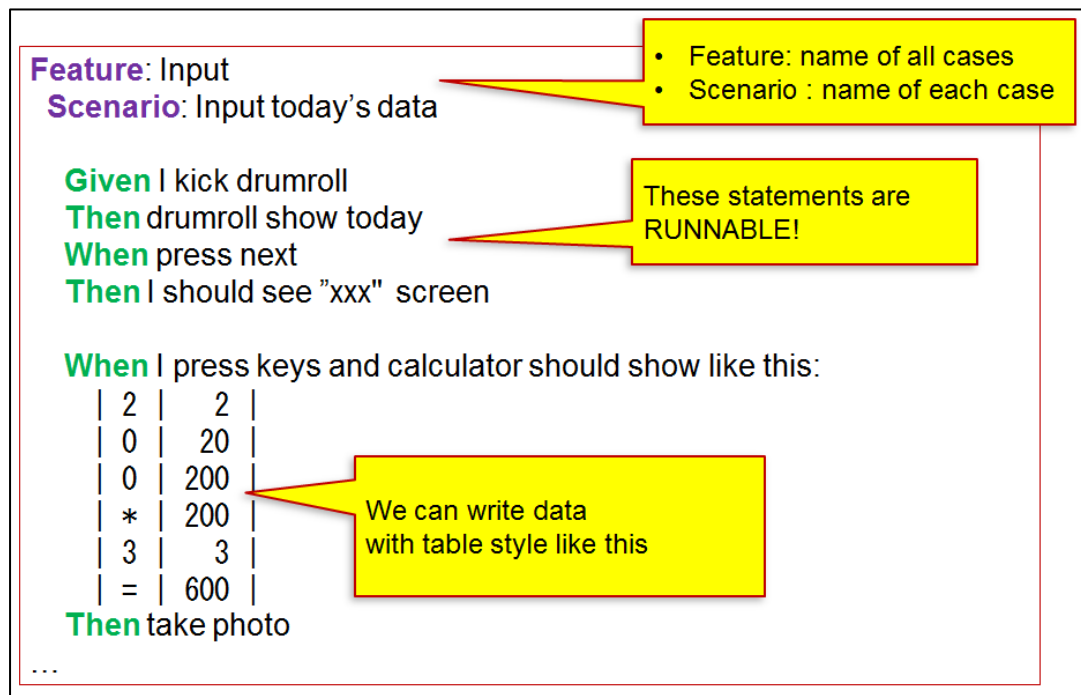 Feature: Input
Scenario: Input today's data
• Feature: name of all cases
• Scenario : name of each case
Given I kick drumroll
Then drumroll show today
When press next
Then I should see ”xxx" screen
These statements are
RUNNABLE!
When I press keys and calculator should show like this:
| 2 | 2 |
| 0 | 20 |
| 0 | 200 |
| * | 200 |
| 3 | 3 |
| = | 600 |
We can write data
with table style like this
Then take photo
...